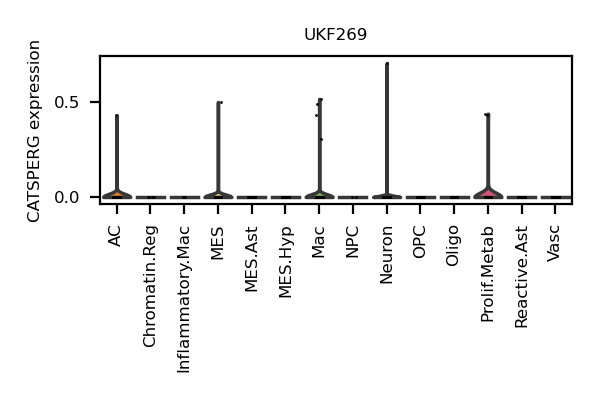 UKF269
CATSPERG expression
0.5
0.0
AC
Chromatin.Reg
Inflammatory.Mac
MES
MES.Ast
MES.Hyp
Mac
NPC
Neuron
OPC
Oligo
Prolif.Metab
Reactive.Ast
Vasc